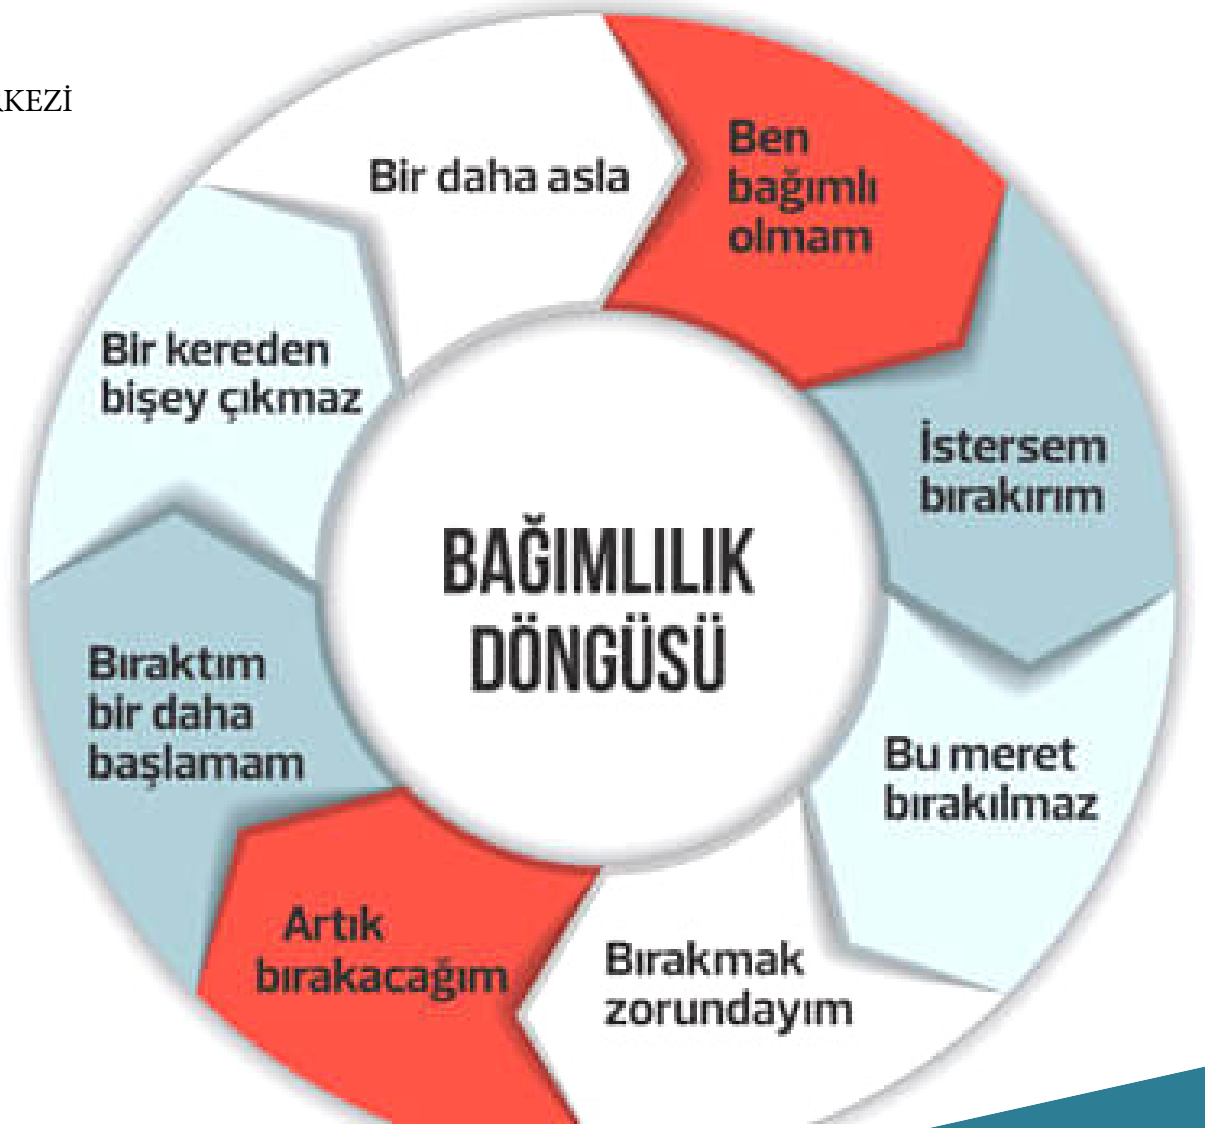 Bir daha asla
Ben
bağımlı
olmam
İstersem
bırakırım
Bu meret
bırakılmaz
Bırakmak
zorundayım
Artık
bırakacağım
Bıraktım
bir daha
başlamam
Bir kereden
bişey çıkmaz
BAĞIMLILIK
DÖNGÜSÜ